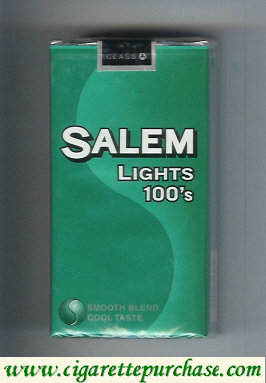 CLASS A
SALEM
LIGHTS
100's
SMOOTH BLEND
COOL TASTE
www.cigarettepurchase.com